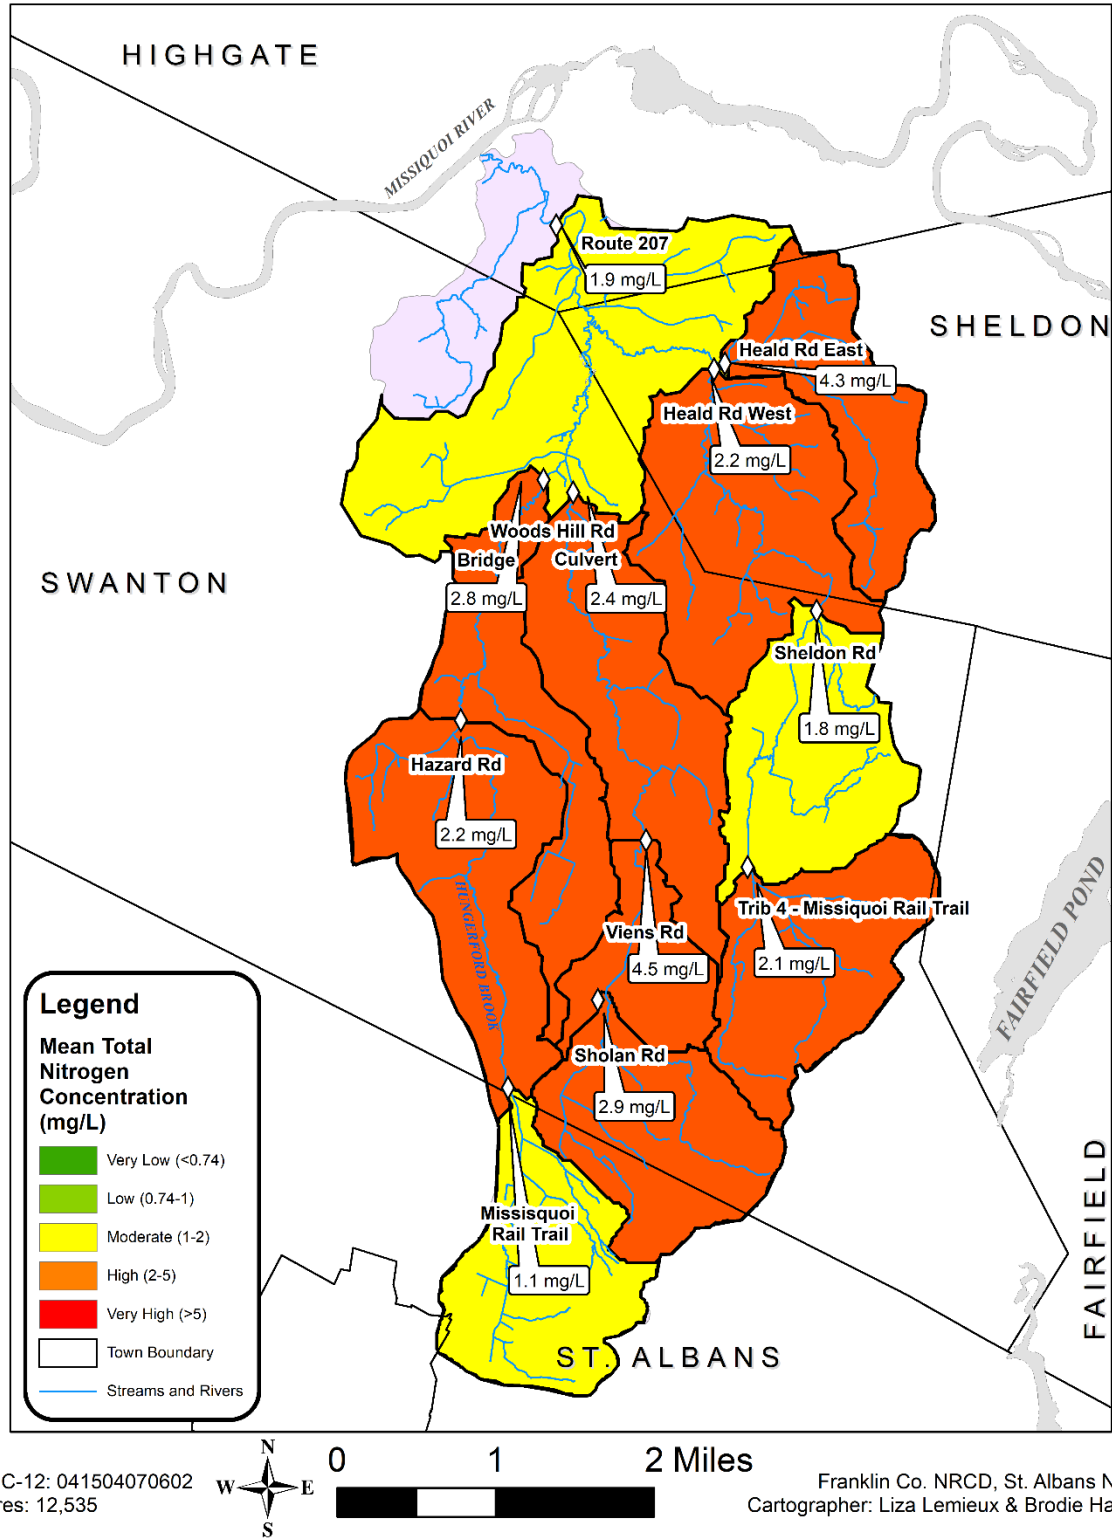 HIGHGATE
MISSIQUOI RIVER
Route 207
1.9 mg/L
SHELDON
Heald Rd East
4.3 mg/L
Heald Rd West
2.2 mg/L
Woods Hill Rd
Bridge
Culvert
2.8 mg/L
2.4 mg/L
SWANTON
Sheldon Rd
1.8 mg/L
Hazard Rd
2.2 mg/L
HUNGERFORD BROOK
Viens Rd
4.5 mg/L
Trib 4 - Missiquoi Rail Trail
2.1 mg/L
FAIRFIELD POND
Sholan Rd
2.9 mg/L
Missisquoi
Rail Trail
1.1 mg/L
ST. ALBANS
FAIRFIELD
Legend
Mean Total
Nitrogen
Concentration
(mg/L)
Very Low (<0.74)
Low (0.74-1)
Moderate (1-2)
High (2-5)
Very High (>5)
Town Boundary
Streams and Rivers
C-12: 041504070602
res: 12,535
N
W
E
S
0 1 2 Miles
Franklin Co. NRCD, St. Albans N
Cartographer: Liza Lemieux & Brodie Ha